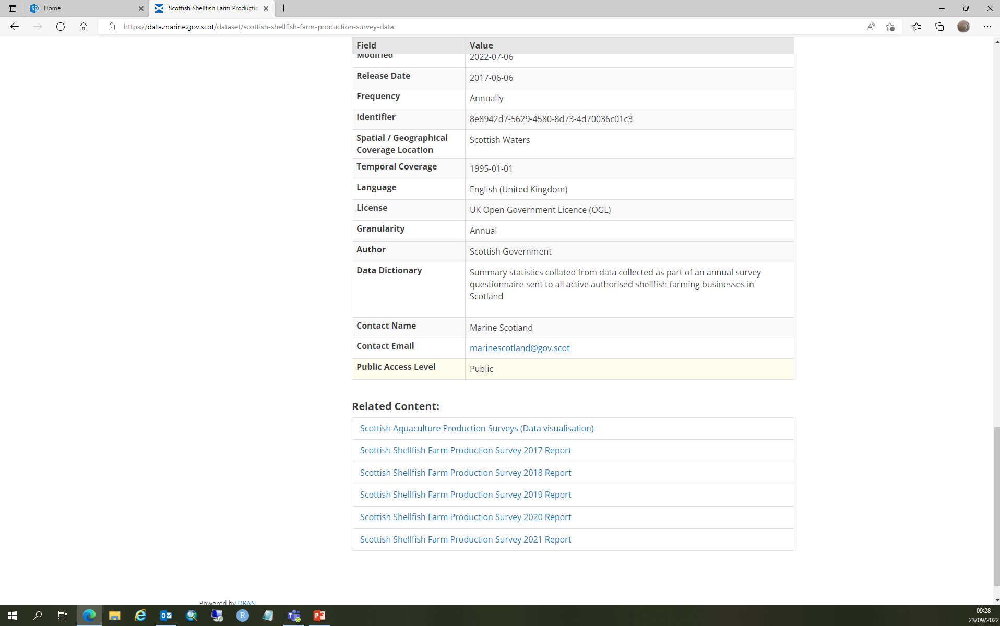 Home
Scottish Shellfish Farm Productio
https://data.marine.gov.scot/dataset/scottish-shellfish-farm-production-survey-data
Field Value
Modified 2022-07-06
Release Date 2017-06-06
Frequency Annually
Identifier 8e8942d7-5629-4580-8d73-4d70036c01c3
Spatial / Geographical Scottish Waters
Coverage Location
Temporal Coverage 1995-01-01
Language English (United Kingdom)
License UK Open Government Licence (OGL)
Granularity Annual
Author Scottish Government
Data Dictionary Summary statistics collated from data collected as part of an annual survey
questionnaire sent to all active authorised shellfish farming businesses in
Scotland
Contact Name Marine Scotland
Contact Email marinescotland@gov.scot
Public Access Level Public
Related Content:
Scottish Aquaculture Production Surveys (Data visualisation)
Scottish Shellfish Farm Production Survey 2017 Report
Scottish Shellfish Farm Production Survey 2018 Report
Scottish Shellfish Farm Production Survey 2019 Report
Scottish Shellfish Farm Production Survey 2020 Report
Scottish Shellfish Farm Production Survey 2021 Report
Powered by DKAN
09:28
23/09/2022